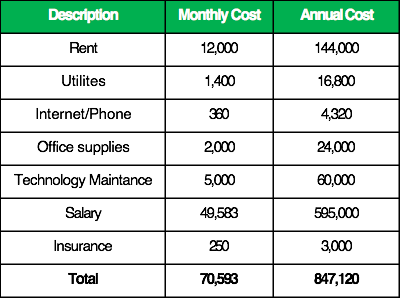 Description Monthly Cost Annual Cost
Rent 12,000 144,000
Utilites 1,400 16,800
Internet/Phone 360 4,320
Office supplies 2,000 24,000
Technology Maintance 5,000 60,000
Salary 49,583 595,000
Insurance 250 3,000
Total 70,593 847,120